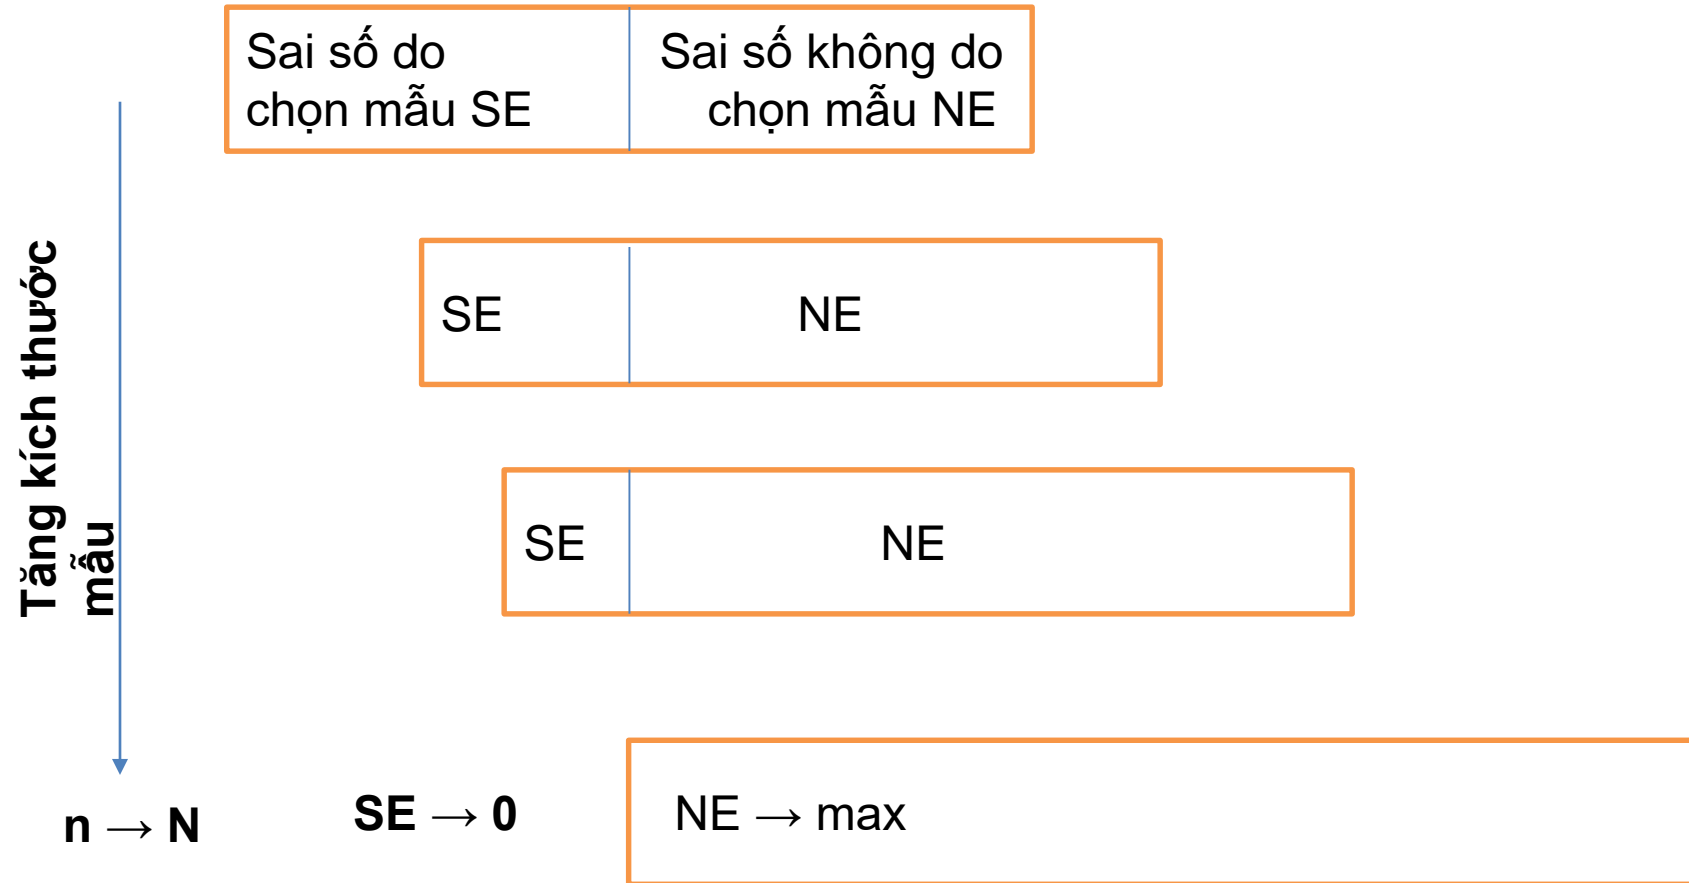 Sai số do
chọn mẫu SE
Sai số không do
chọn mẫu NE
Tăng kích thước
mẫu
SE
NE
SE
NE
n → N
SE → 0
NE → max